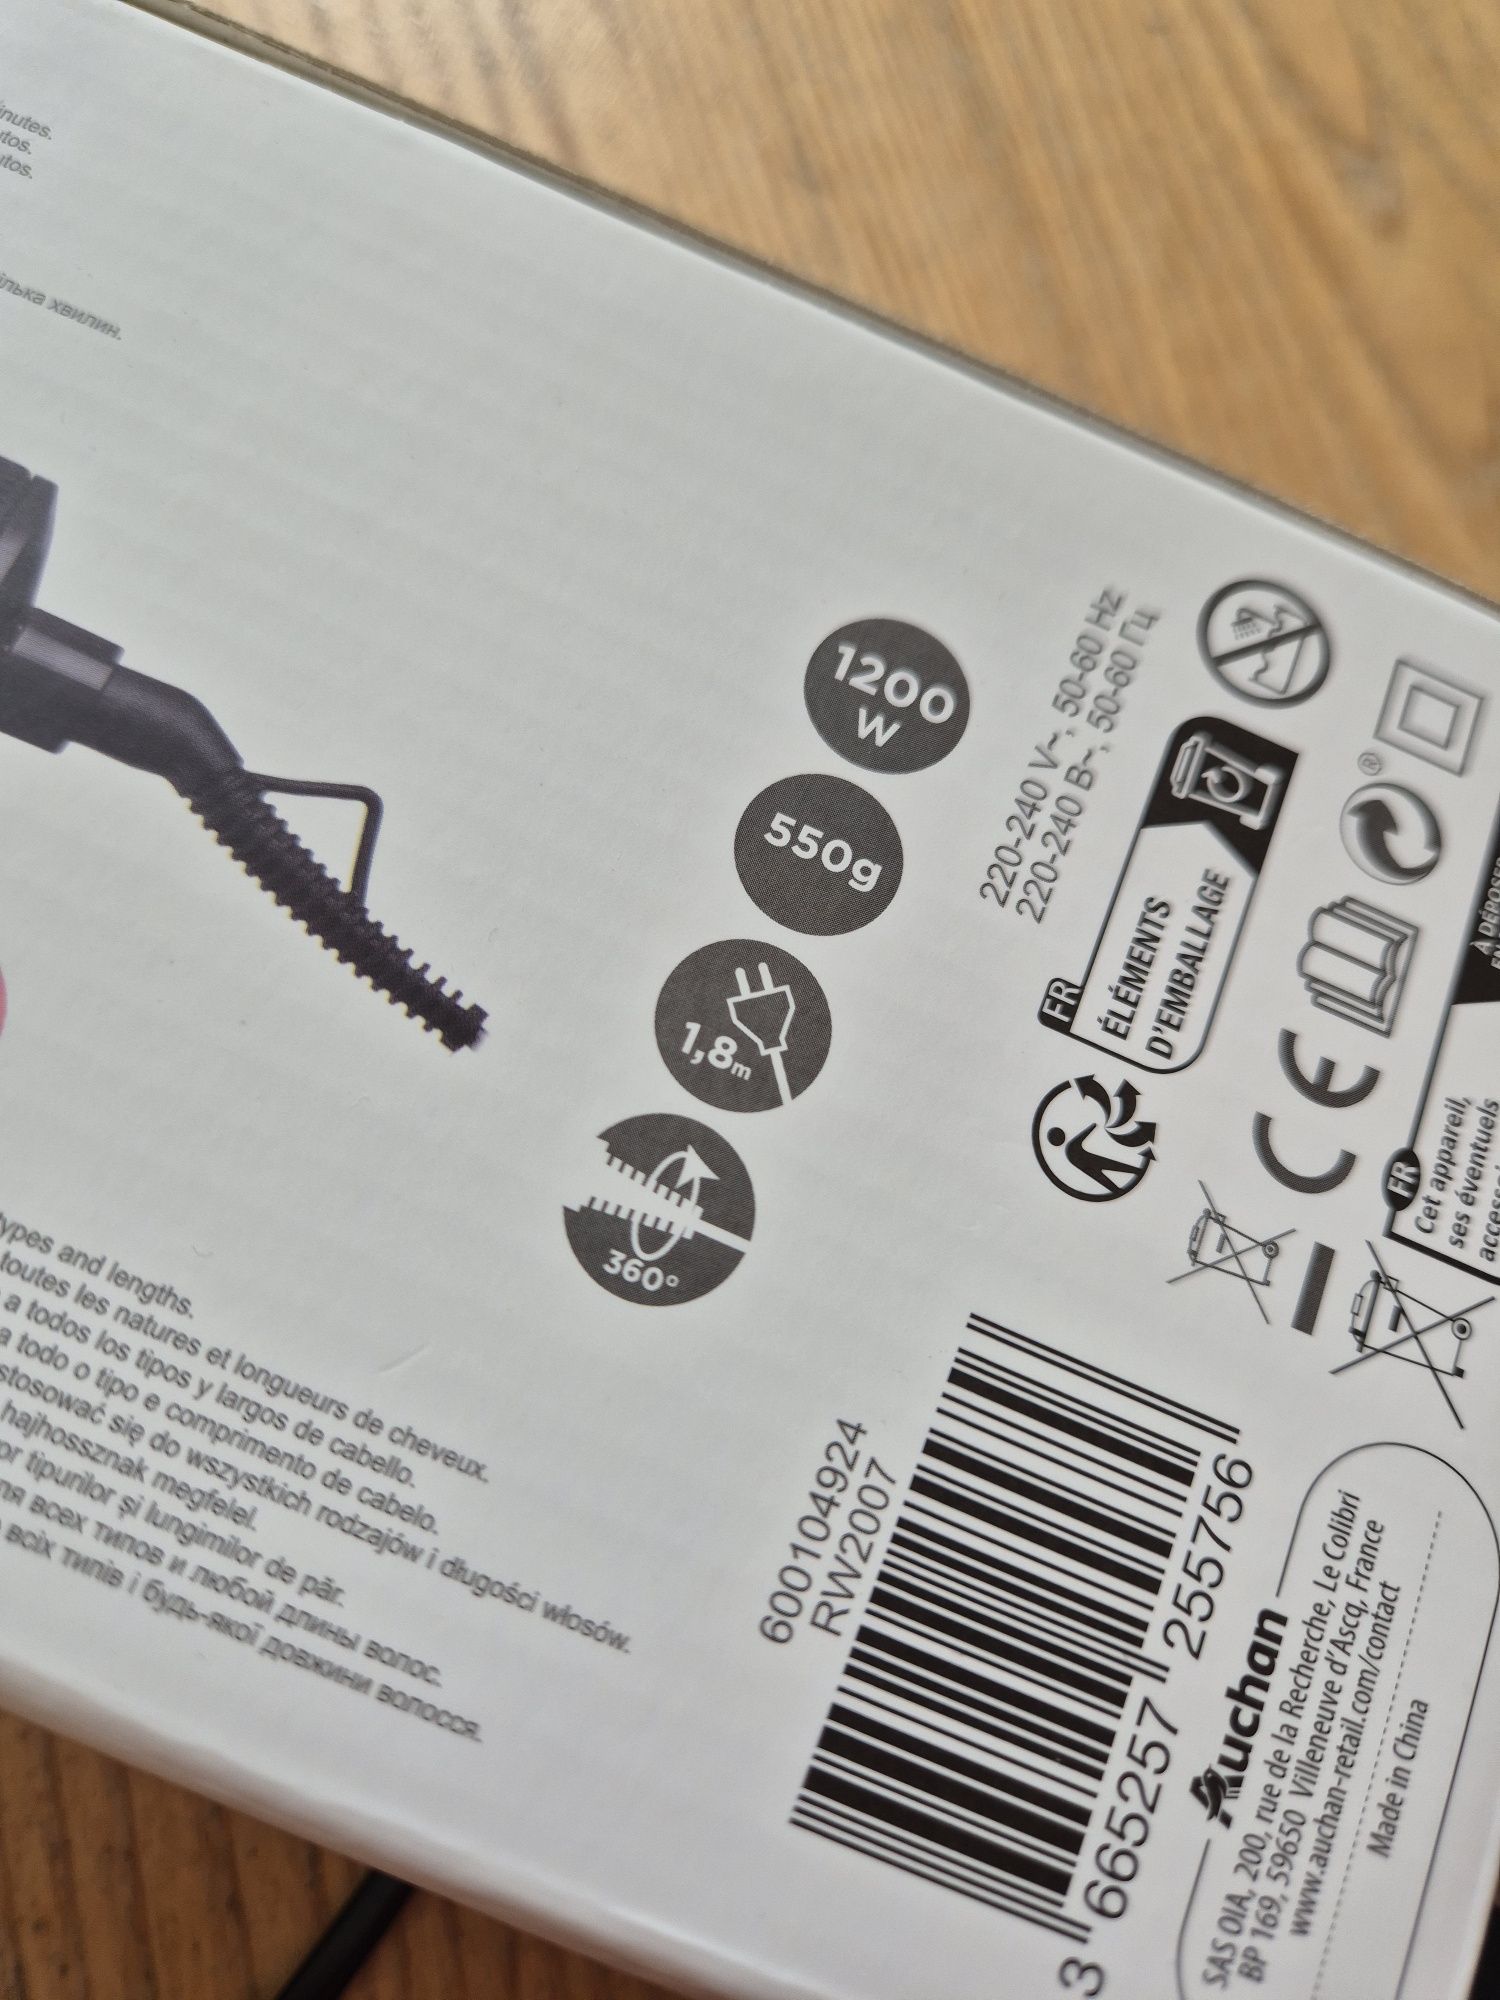 inutes.
хвилин.
1200
W
550g
1,8m
360°
220-240 V~, 50-60 Hz
220-240 В~, 50-60 Гц
FR
ÉLÉMENTS
D'EMBALLAGE
®
CE
À DÉPOSER
FR
Cet appareil,
ses éventuels
types and lengths.
toutes les natures et longueurs de cheveux.
a todos los tipos y largos de cabello.
a todo o tipo e comprimento de cabelo.
stosować się do wszystkich rodzajów i długości włosów.
hajhossznak megfelel.
or tipurilor și lungimilor de păr.
ля всех типов и любой длины волос.
всіх типів і будь-якої довжини волосся.
600104924
RW2007
3 665257 255756
Auchan
SAS OIA, 200, rue de la Recherche, Le Colibri
BP 169, 59650 Villeneuve d'Ascq, France
www.auchan-retail.com/contact
Made in China